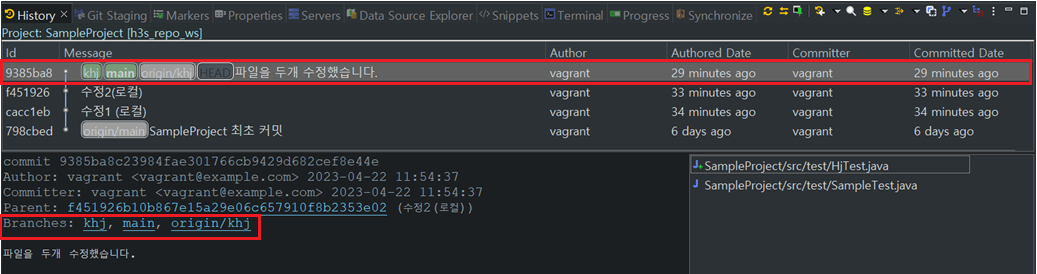 History Git Staging Markers Properties Servers Data Source Explorer Snippets Terminal Progress Synchronize
Project: SampleProject [h3s_repo_ws]
Id Message Author Authored Date Committer Committed Date
9385ba8 khj main origin/khj HEAD 파일을 두개 수정했습니다. vagrant 29 minutes ago vagrant 29 minutes ago
f451926 수정2(로컬) vagrant 33 minutes ago vagrant 33 minutes ago
cacc1eb 수정1 (로컬) vagrant 34 minutes ago vagrant 34 minutes ago
798cbed origin/main SampleProject 최초 커밋 vagrant 6 days ago vagrant 6 days ago
commit 9385ba8c23984fae301766cb9429d682cef8e44e
Author: vagrant <vagrant@example.com> 2023-04-22 11:54:37
Committer: vagrant <vagrant@example.com> 2023-04-22 11:54:37
Parent: f451926b10b867e15a29e06c657910f8b2353e02 (수정2(로컬))
Branches: khj, main, origin/khj
파일을 두개 수정했습니다.
SampleProject/src/test/HjTest.java
SampleProject/src/test/SampleTest.java